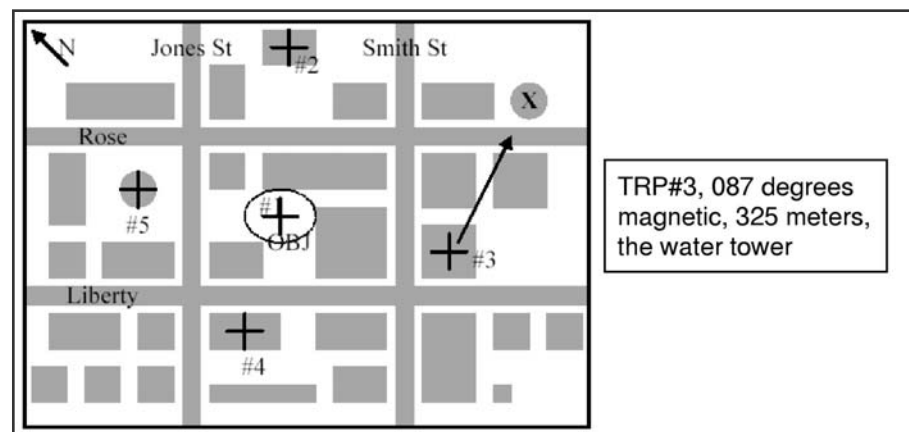 N
Jones St
Smith St
#2
X
Rose
TRP#3, 087 degrees
magnetic, 325 meters,
the water tower
#
#5
OBJ
#3
Liberty
#4